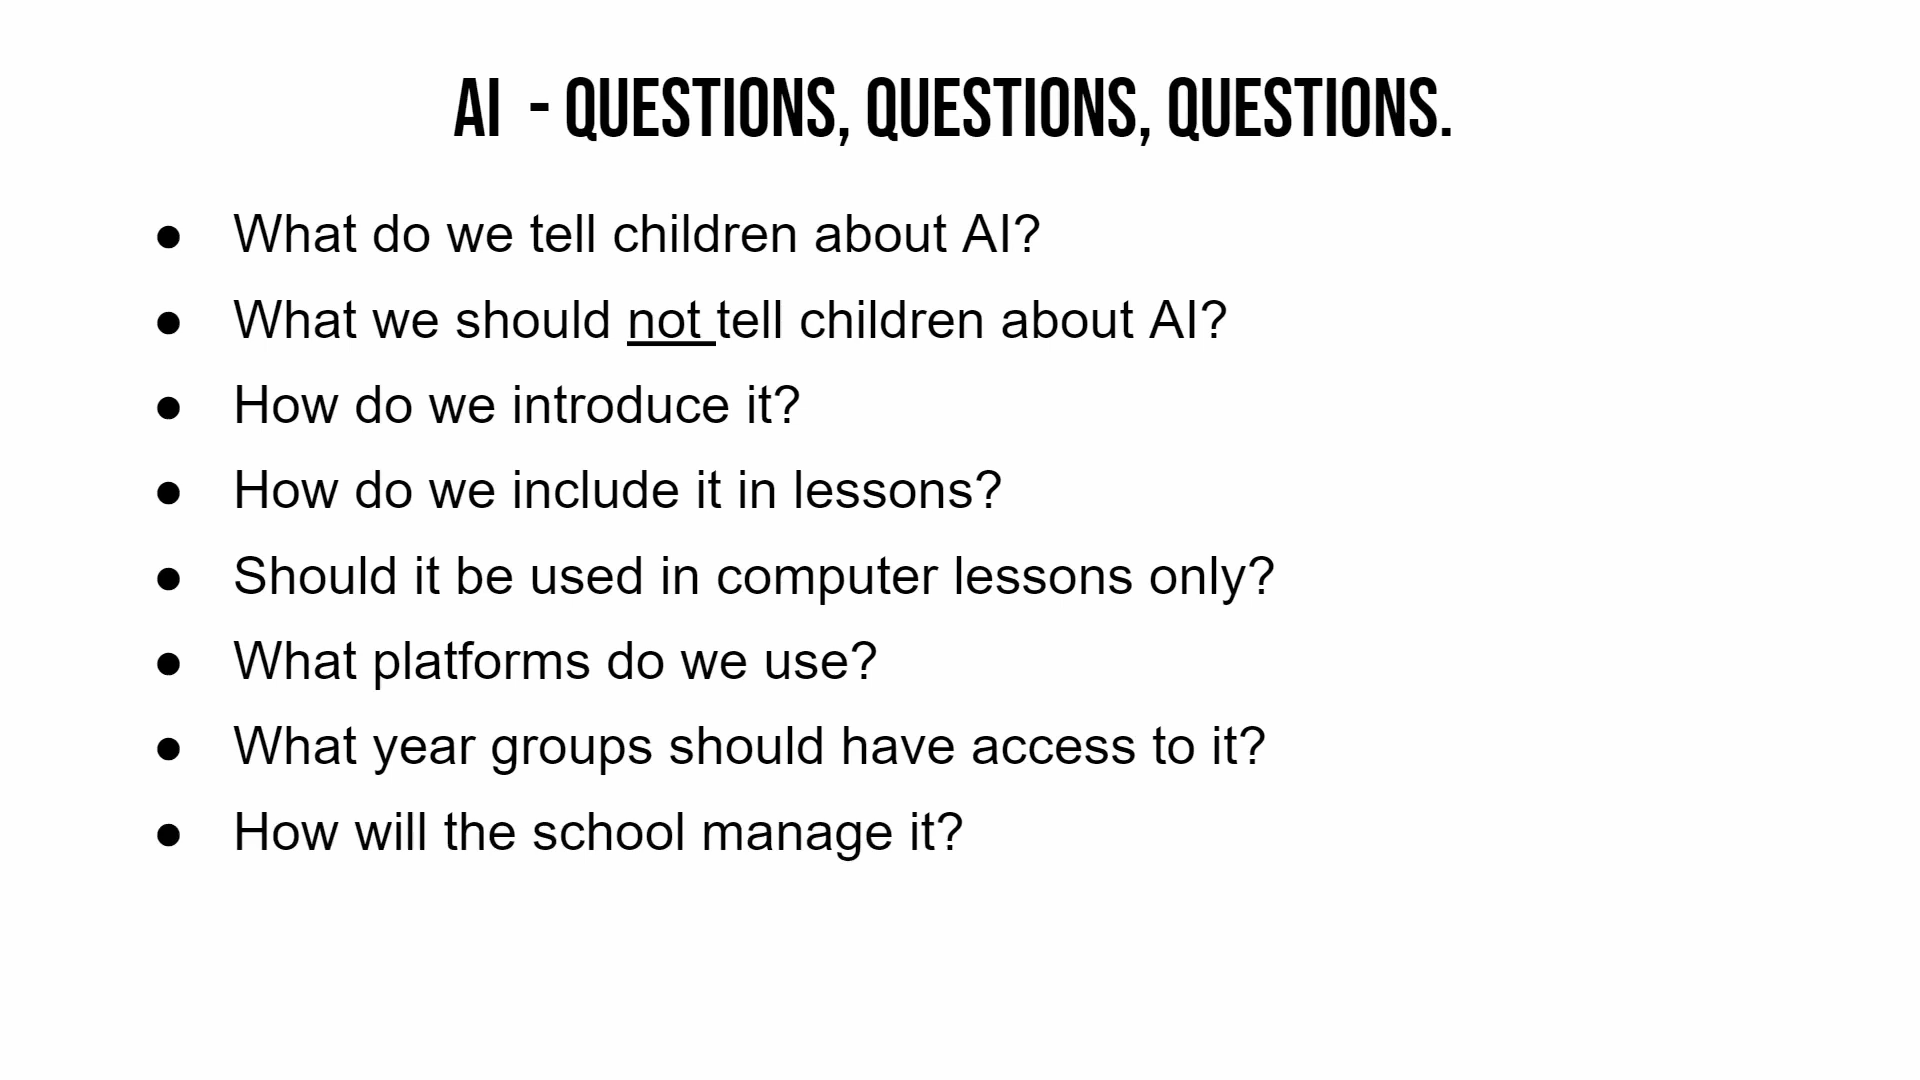 AI - QUESTIONS, QUESTIONS, QUESTIONS.
● What do we tell children about AI?
● What we should not tell children about AI?
● How do we introduce it?
● How do we include it in lessons?
● Should it be used in computer lessons only?
● What platforms do we use?
● What year groups should have access to it?
● How will the school manage it?